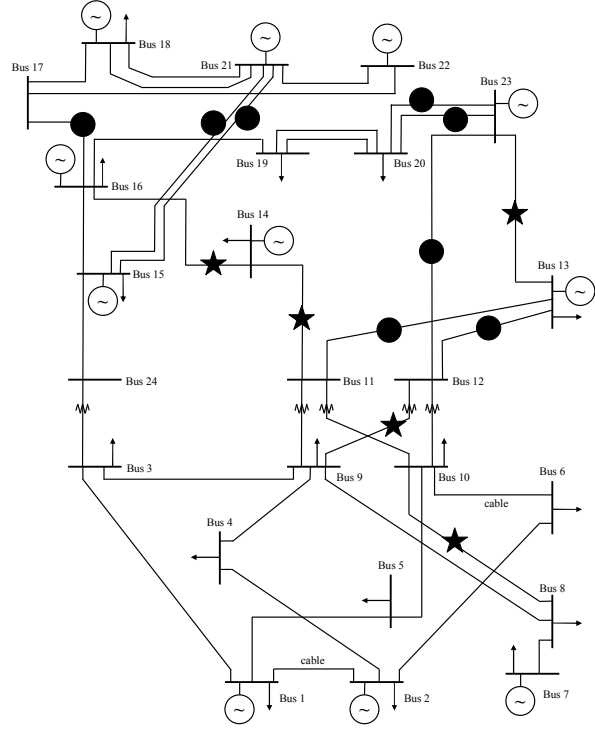 Bus 18
Bus 17
Bus 21
Bus 22
Bus 23
Bus 19
Bus 20
Bus 16
Bus 14
Bus 15
Bus 13
Bus 24
Bus 11
Bus 12
Bus 3
Bus 9
Bus 10
Bus 6
cable
Bus 4
Bus 5
Bus 8
cable
Bus 1
Bus 2
Bus 7